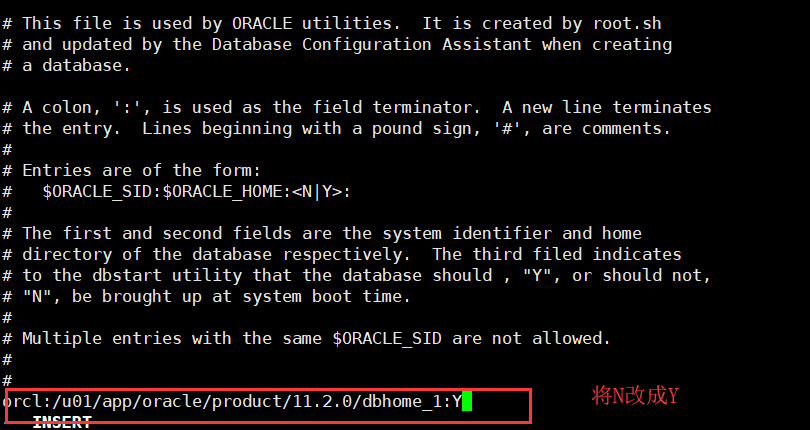 # This file is used by ORACLE utilities.  It is created by root.sh
# and updated by the Database Configuration Assistant when creating
# a database.
# A colon, ':', is used as the field terminator.  A new line terminates
# the entry.  Lines beginning with a pound sign, '#', are comments.
#
# Entries are of the form:
#   $ORACLE_SID:$ORACLE_HOME:<N|Y>:
#
# The first and second fields are the system identifier and home
# directory of the database respectively.  The third filed indicates
# to the dbstart utility that the database should , "Y", or should not,
# "N", be brought up at system boot time.
#
# Multiple entries with the same $ORACLE_SID are not allowed.
#
#
orcl:/u01/app/oracle/product/11.2.0/dbhome_1:Y
将N改成Y
-- INSERT --